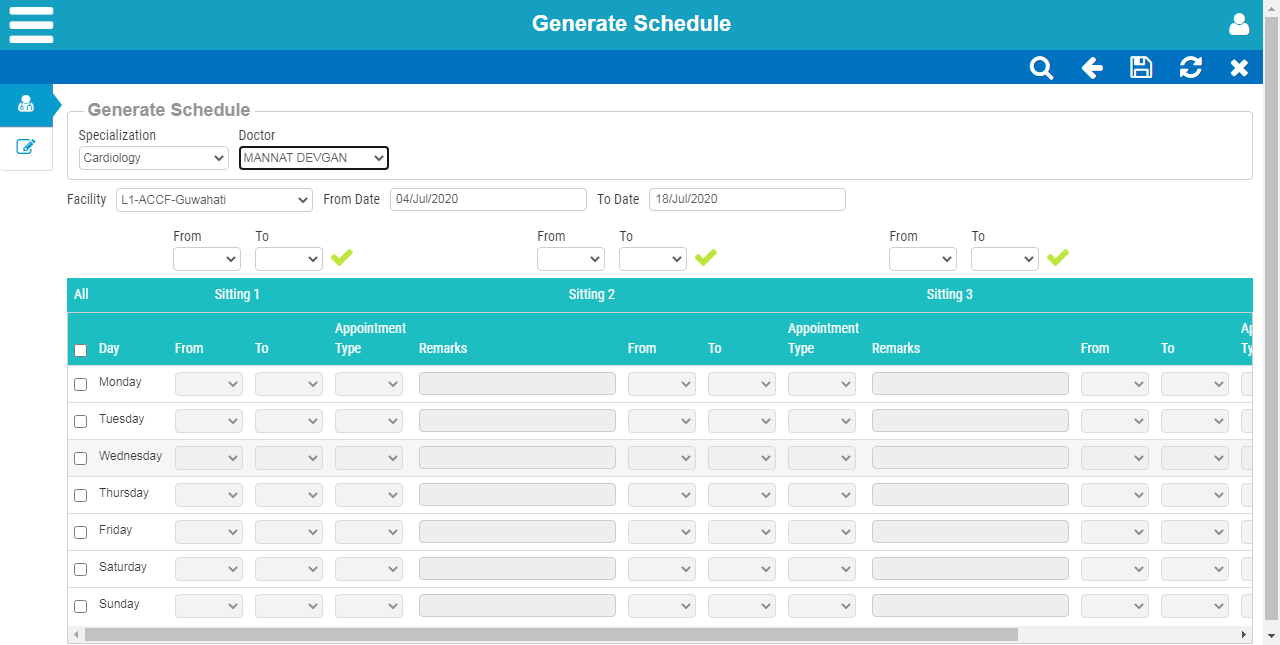 Generate Schedule
Generate Schedule
Specialization Doctor
Cardiology MANNAT DEVGAN
Facility L1-ACCF-Guwahati From Date 04/Jul/2020 To Date 18/Jul/2020
From To From To From To
All Sitting 1 Sitting 2 Sitting 3
Day From To Appointment Type Remarks From To Appointment Type Remarks From To
Monday
Tuesday
Wednesday
Thursday
Friday
Saturday
Sunday